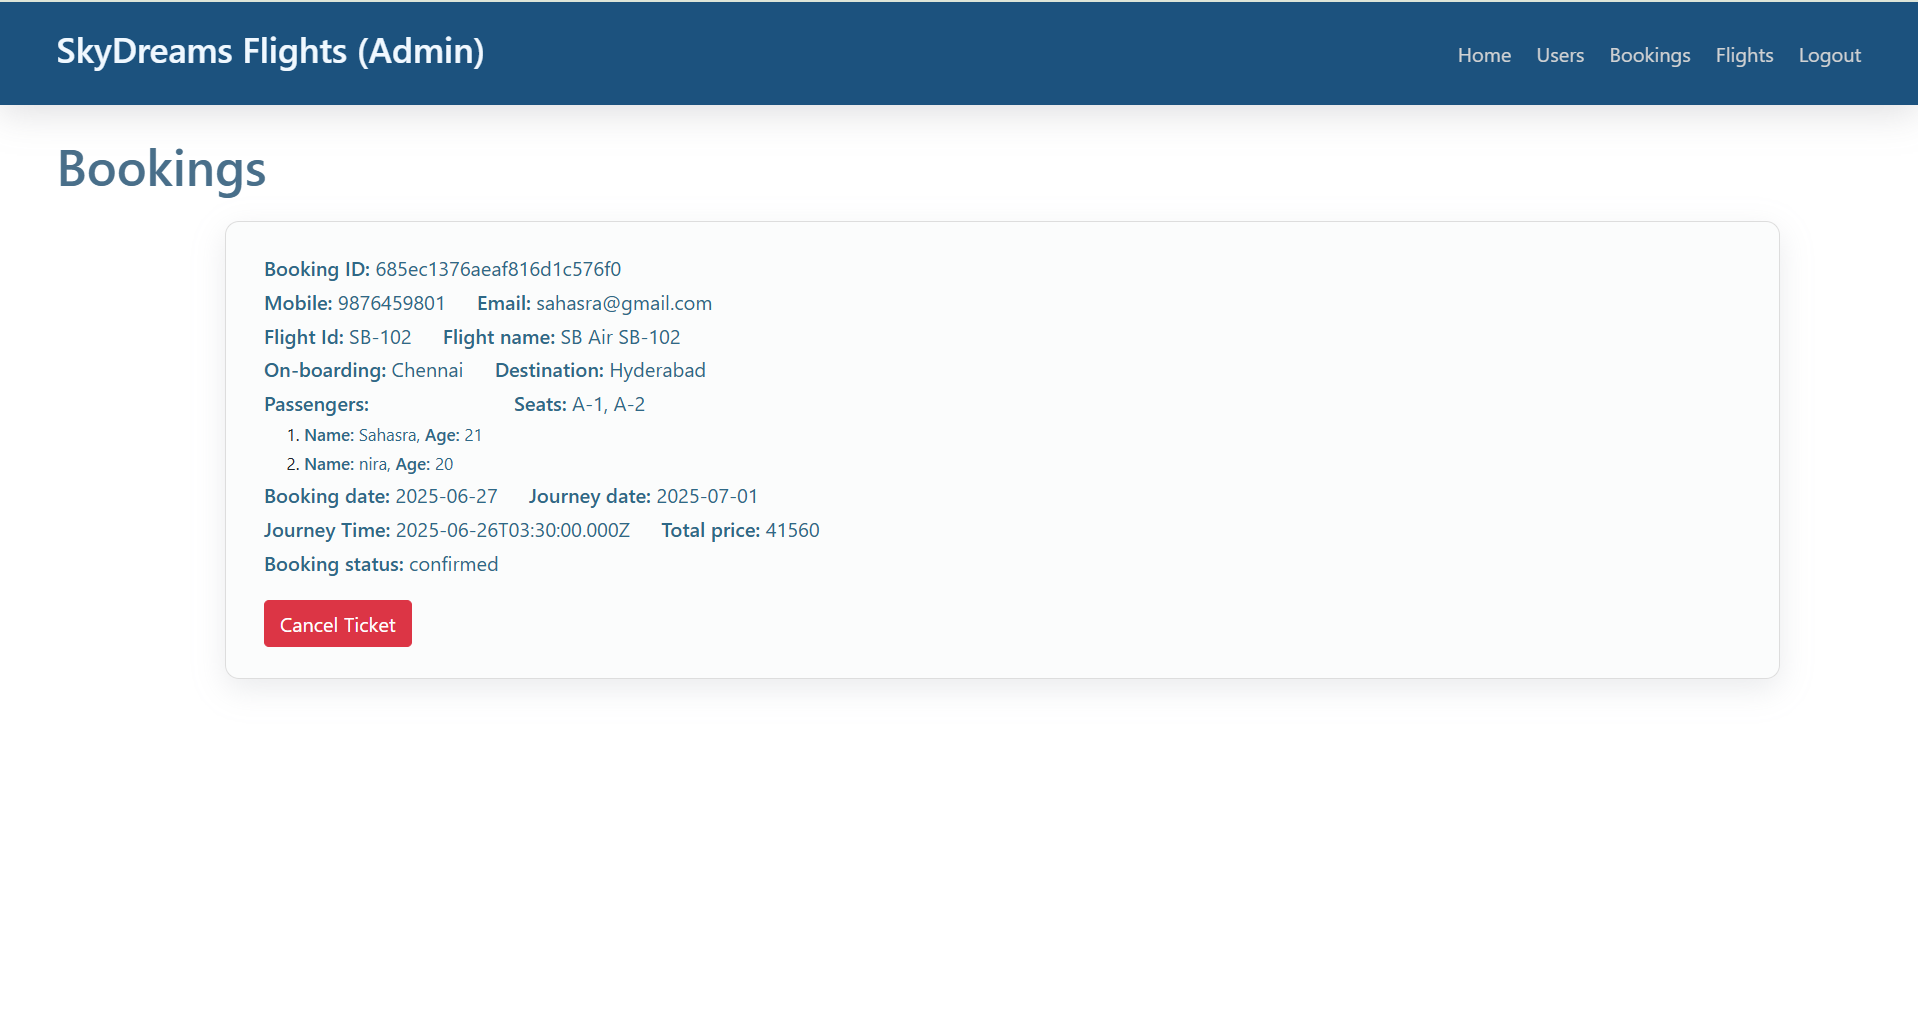 SkyDreams Flights (Admin)
Home Users Bookings Flights Logout
Bookings
Booking ID: 685ec1376aeaf816d1c576f0
Mobile: 9876459801 Email: sahasra@gmail.com
Flight Id: SB-102 Flight name: SB Air SB-102
On-boarding: Chennai Destination: Hyderabad
Passengers: Seats: A-1, A-2
1. Name: Sahasra, Age: 21
2. Name: nira, Age: 20
Booking date: 2025-06-27 Journey date: 2025-07-01
Journey Time: 2025-06-26T03:30:00.000Z Total price: 41560
Booking status: confirmed
Cancel Ticket